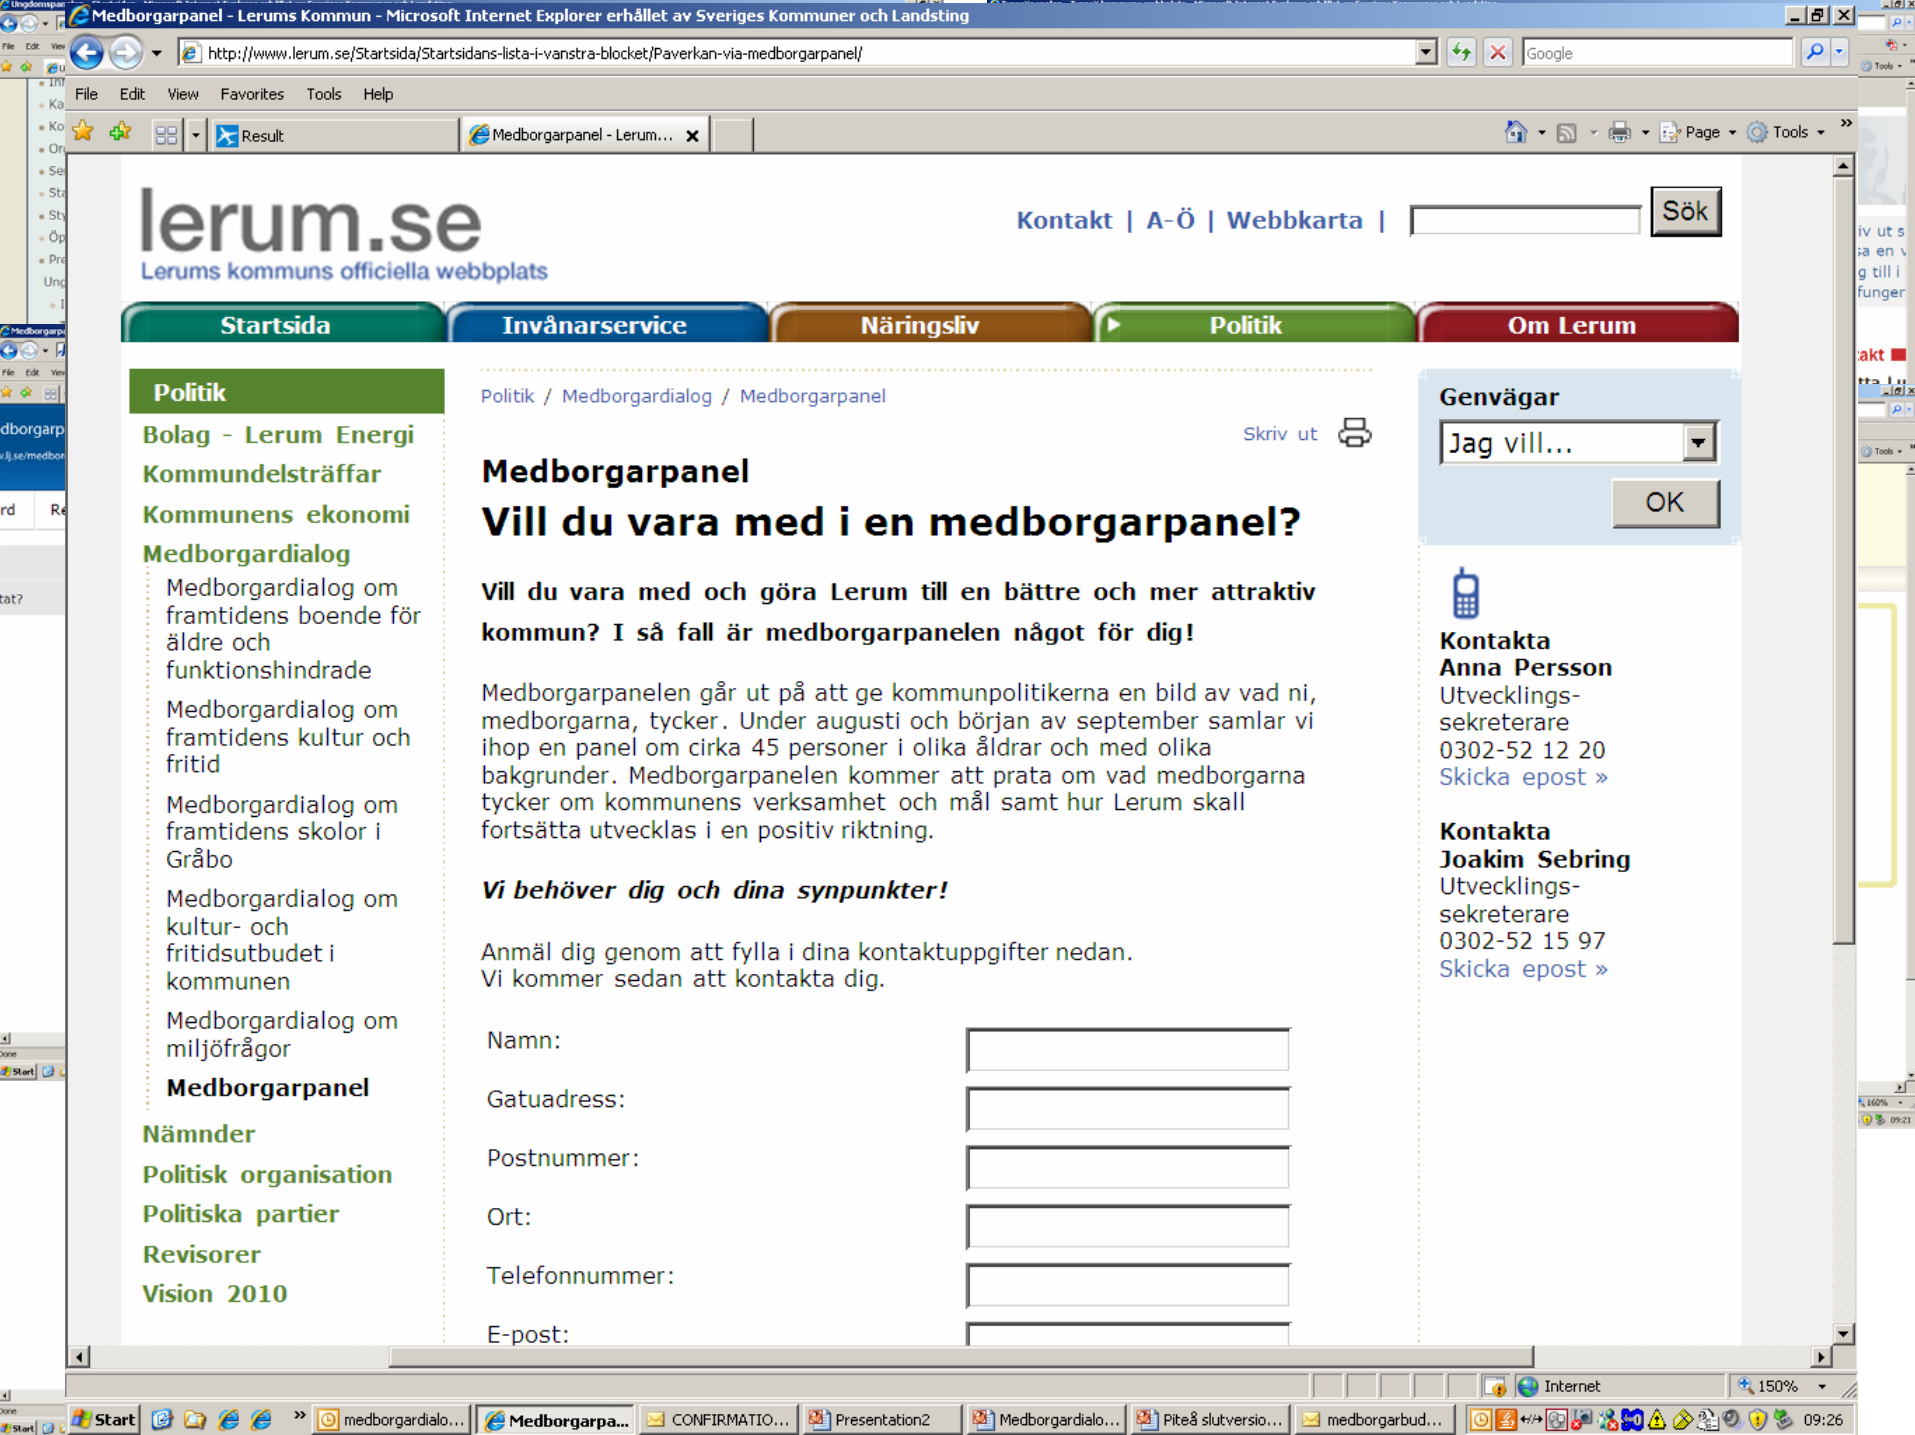 Medborgarpanel - Lerums Kommun - Microsoft Internet Explorer erhållet av Sveriges Kommuner och Landsting
http://www.lerum.se/Startsida/Startsidans-lista-i-vanstra-blocket/Paverkan-via-medborgarpanel/
Google
File Edit View Favorites Tools Help
Result
Medborgarpanel - Lerum...
Page
Tools
lerum.se
Lerums kommuns officiella webbplats
Kontakt | A-Ö | Webbkarta |
Sök
Startsida
Invånarservice
Näringsliv
Politik
Om Lerum
Politik
Bolag - Lerum Energi
Kommundelsträffar
Kommunens ekonomi
Medborgardialog
Medborgardialog om
framtidens boende för
äldre och
funktionshindrade
Medborgardialog om
framtidens kultur och
fritid
Medborgardialog om
framtidens skolor i
Gråbo
Medborgardialog om
kultur- och
fritidsutbudet i
kommunen
Medborgardialog om
miljöfrågor
Medborgarpanel
Nämnder
Politisk organisation
Politiska partier
Revisorer
Vision 2010
Politik / Medborgardialog / Medborgarpanel
Skriv ut
Medborgarpanel
Vill du vara med i en medborgarpanel?
Vill du vara med och göra Lerum till en bättre och mer attraktiv
kommun? I så fall är medborgarpanelen något för dig!
Medborgarpanelen går ut på att ge kommunpolitikerna en bild av vad ni,
medborgarna, tycker. Under augusti och början av september samlar vi
ihop en panel om cirka 45 personer i olika åldrar och med olika
bakgrunder. Medborgarpanelen kommer att prata om vad medborgarna
tycker om kommunens verksamhet och mål samt hur Lerum skall
fortsätta utvecklas i en positiv riktning.
Vi behöver dig och dina synpunkter!
Anmäl dig genom att fylla i dina kontaktuppgifter nedan.
Vi kommer sedan att kontakta dig.
Namn:
Gatuadress:
Postnummer:
Ort:
Telefonnummer:
E-post:
Genvägar
Jag vill...
OK
Kontakta
Anna Persson
Utvecklings-
sekreterare
0302-52 12 20
Skicka epost »
Kontakta
Joakim Sebring
Utvecklings-
sekreterare
0302-52 15 97
Skicka epost »
Internet
150%
Start
medborgardialo...
Medborgarpa...
CONFIRMATIO...
Presentation2
Medborgardialo...
Piteå slutversio...
medborgarbud...
09:26